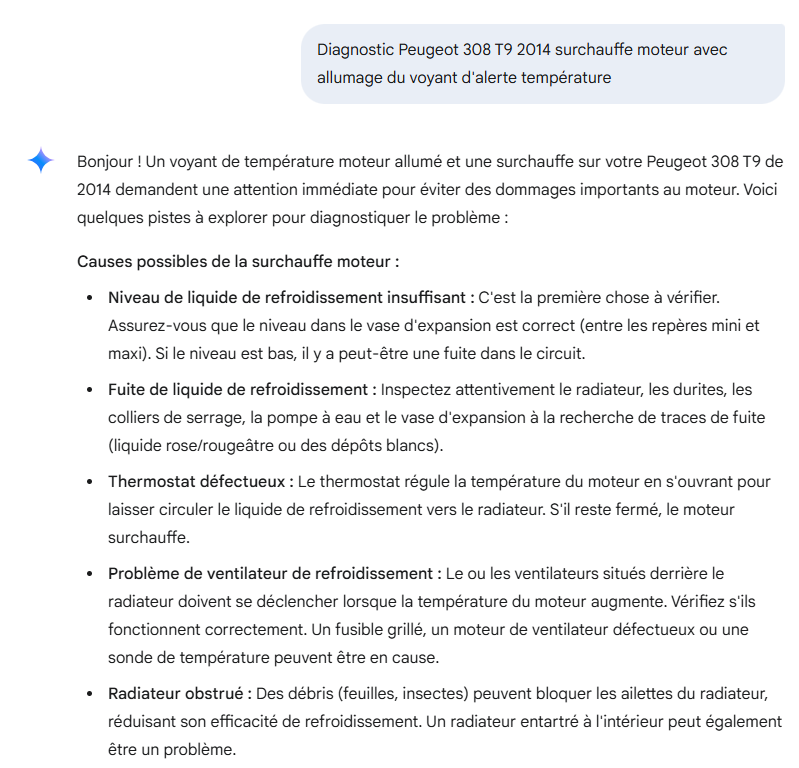 Diagnostic Peugeot 308 T9 2014 surchauffe moteur avec
allumage du voyant d'alerte température
Bonjour ! Un voyant de température moteur allumé et une surchauffe sur votre Peugeot 308 T9 de
2014 demandent une attention immédiate pour éviter des dommages importants au moteur. Voici
quelques pistes à explorer pour diagnostiquer le problème :
Causes possibles de la surchauffe moteur :
• Niveau de liquide de refroidissement insuffisant : C'est la première chose à vérifier.
Assurez-vous que le niveau dans le vase d'expansion est correct (entre les repères mini et
maxi). Si le niveau est bas, il y a peut-être une fuite dans le circuit.
• Fuite de liquide de refroidissement : Inspectez attentivement le radiateur, les durites, les
colliers de serrage, la pompe à eau et le vase d'expansion à la recherche de traces de fuite
(liquide rose/rougeâtre ou des dépôts blancs).
• Thermostat défectueux : Le thermostat régule la température du moteur en s'ouvrant pour
laisser circuler le liquide de refroidissement vers le radiateur. S'il reste fermé, le moteur
surchauffe.
• Problème de ventilateur de refroidissement : Le ou les ventilateurs situés derrière le
radiateur doivent se déclencher lorsque la température du moteur augmente. Vérifiez s'ils
fonctionnent correctement. Un fusible grillé, un moteur de ventilateur défectueux ou une
sonde de température peuvent être en cause.
• Radiateur obstrué : Des débris (feuilles, insectes) peuvent bloquer les ailettes du radiateur,
réduisant son efficacité de refroidissement. Un radiateur entartré à l'intérieur peut également
être un problème.